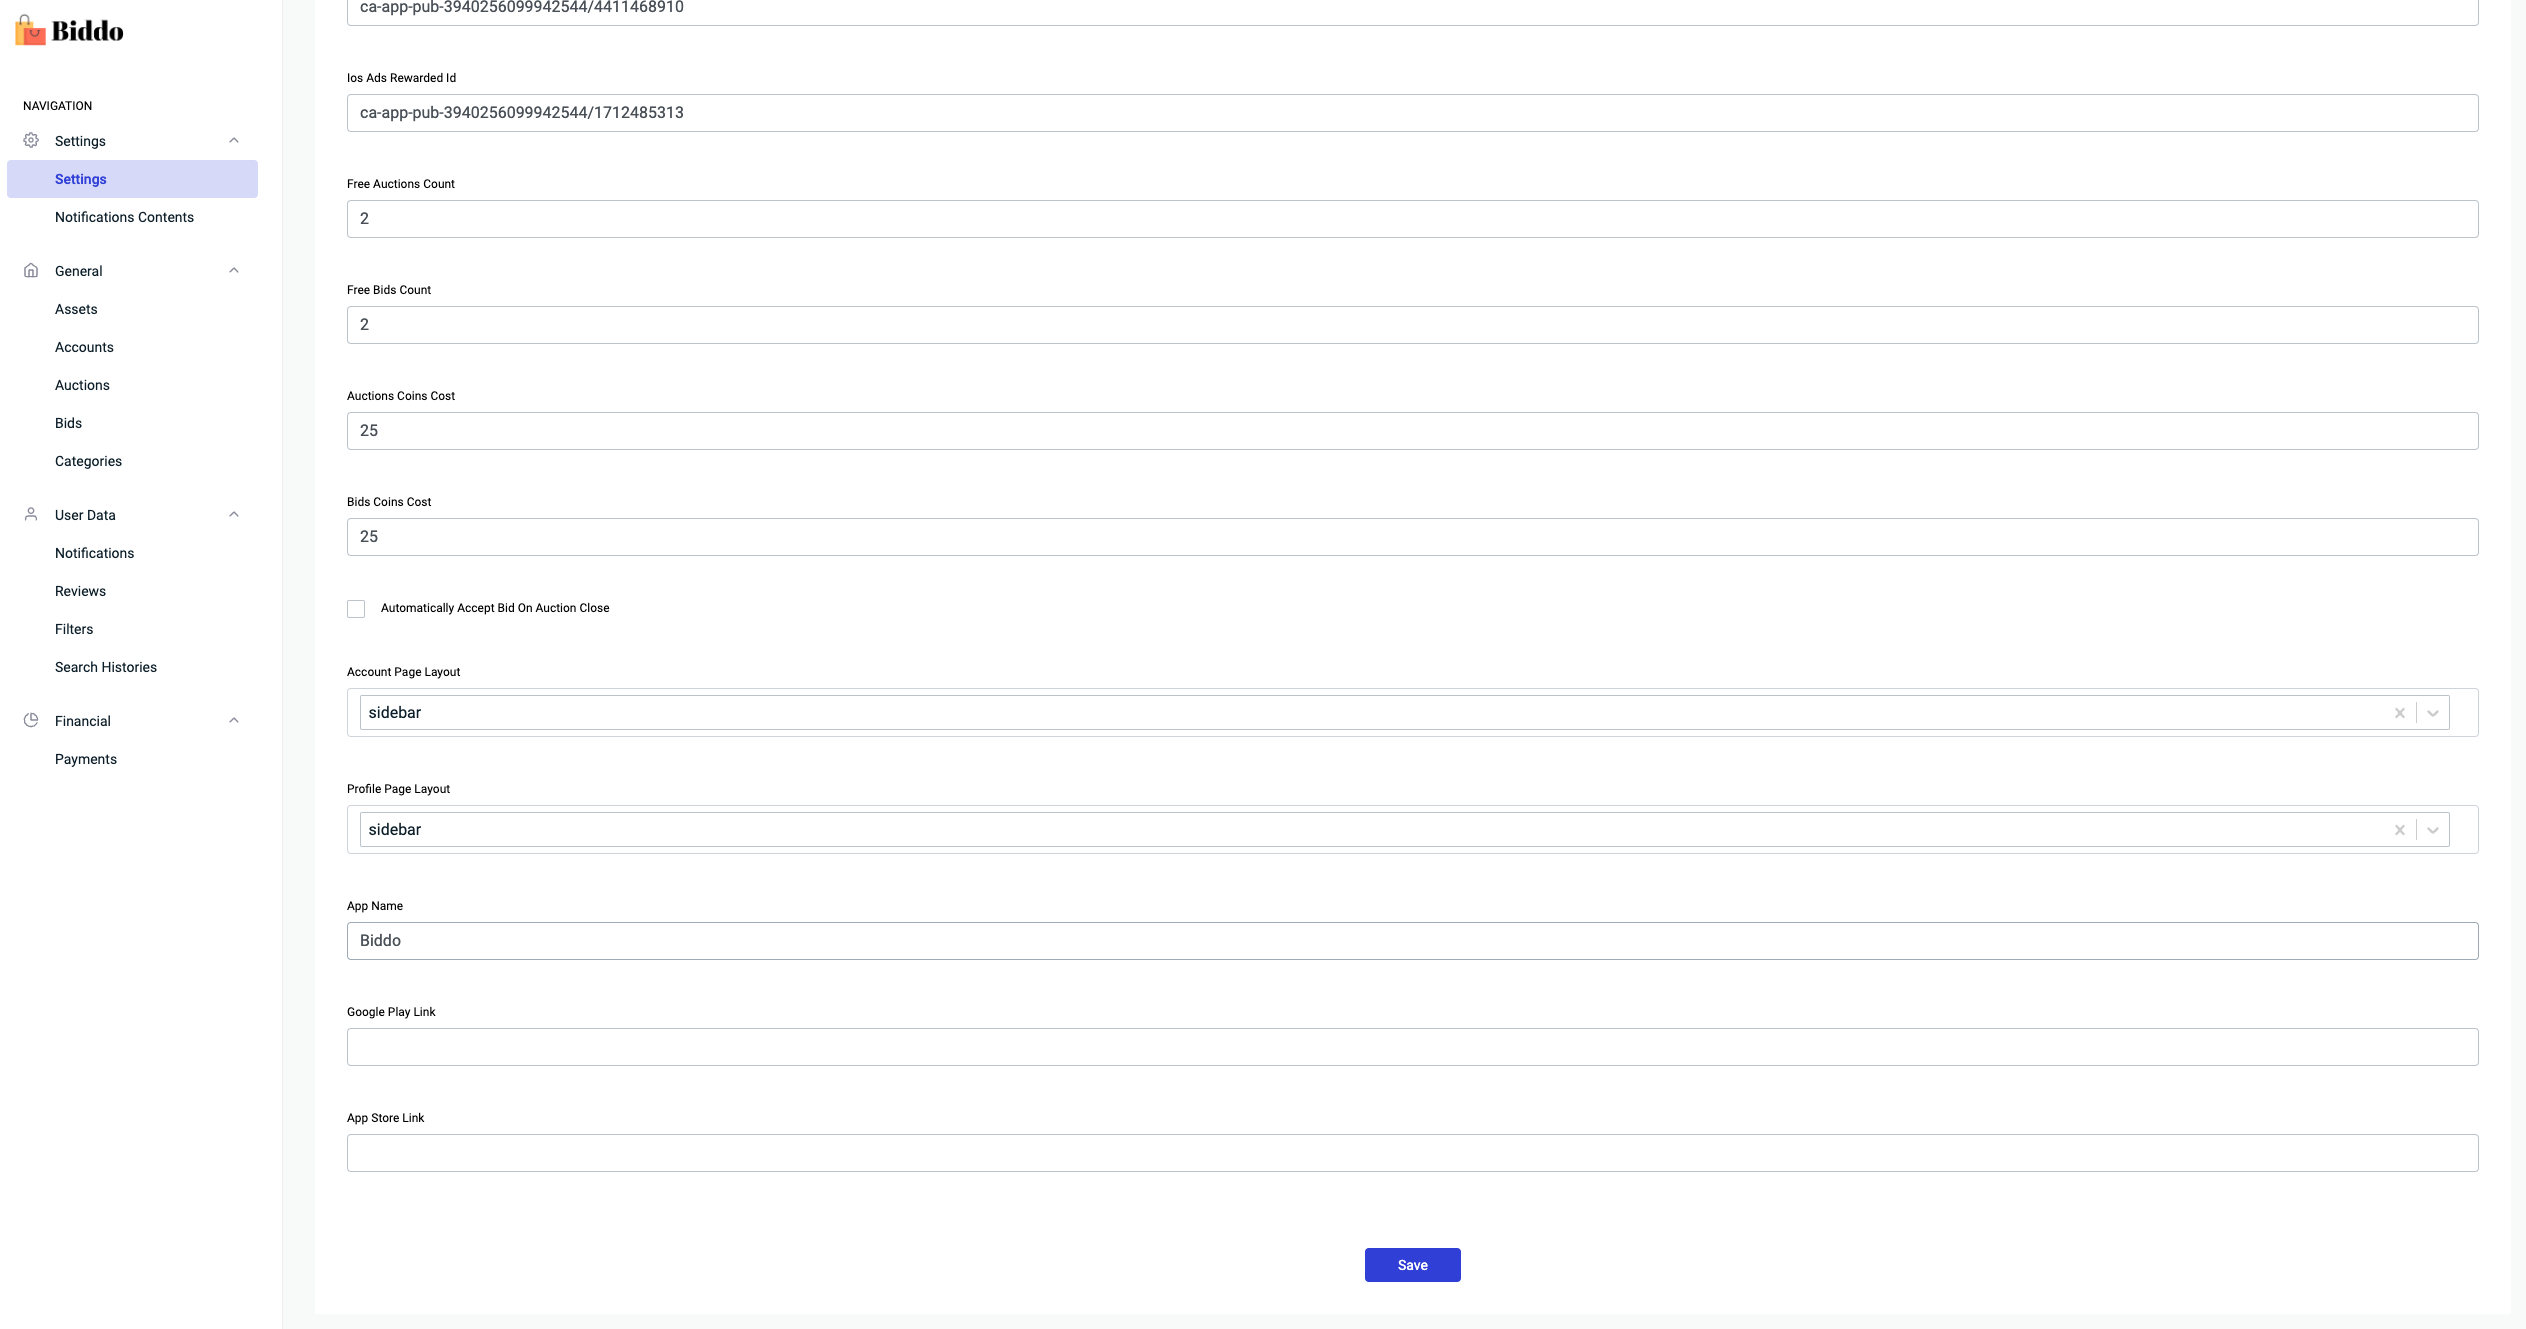 Biddo
NAVIGATION
Settings
Settings
Notifications Contents
General
Assets
Accounts
Auctions
Bids
Categories
User Data
Notifications
Reviews
Filters
Search Histories
Financial
Payments
ca-app-pub-3940256099942544/4411468910
Ios Ads Rewarded Id
ca-app-pub-3940256099942544/1712485313
Free Auctions Count
2
Free Bids Count
2
Auctions Coins Cost
25
Bids Coins Cost
25
Automatically Accept Bid On Auction Close
Account Page Layout
sidebar
Profile Page Layout
sidebar
App Name
Biddo
Google Play Link
App Store Link
Save